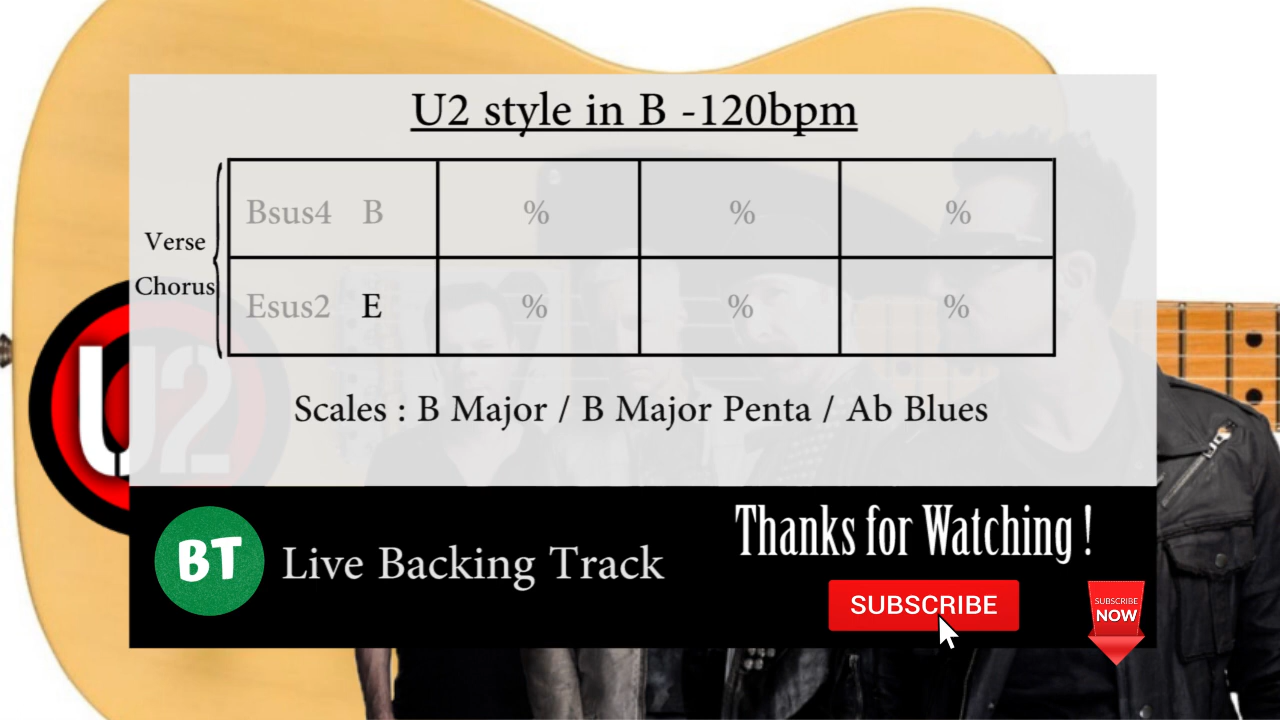 U2 style in B -120bpm
Bsus4 B % % %
Verse
Chorus
Esus2 E % % %
Scales : B Major / B Major Penta / Ab Blues
U2
BT Live Backing Track
Thanks for Watching !
SUBSCRIBE
SUBSCRIBE
NOW